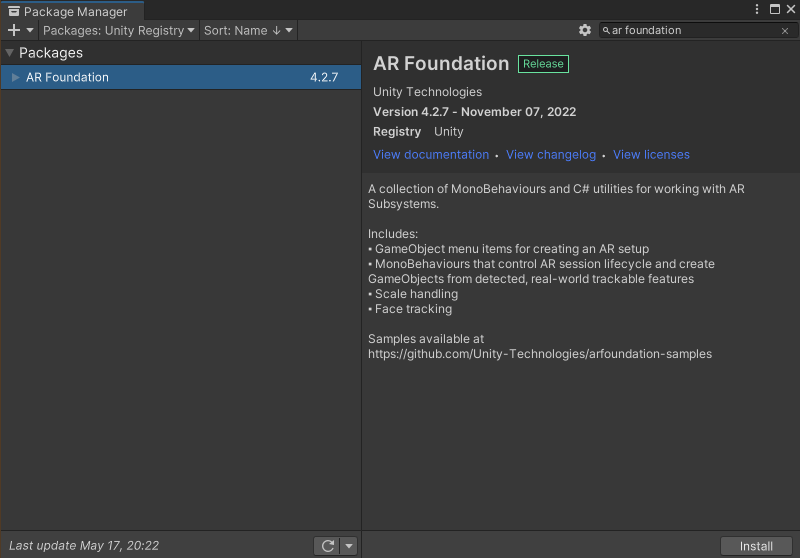 Package Manager
Packages: Unity Registry
Sort: Name ↓
ar foundation
Packages
AR Foundation 4.2.7
AR Foundation Release
Unity Technologies
Version 4.2.7 - November 07, 2022
Registry Unity
View documentation • View changelog • View licenses
A collection of MonoBehaviours and C# utilities for working with AR
Subsystems.
Includes:
• GameObject menu items for creating an AR setup
• MonoBehaviours that control AR session lifecycle and create
GameObjects from detected, real-world trackable features
• Scale handling
• Face tracking
Samples available at
https://github.com/Unity-Technologies/arfoundation-samples
Last update May 17, 20:22
Install